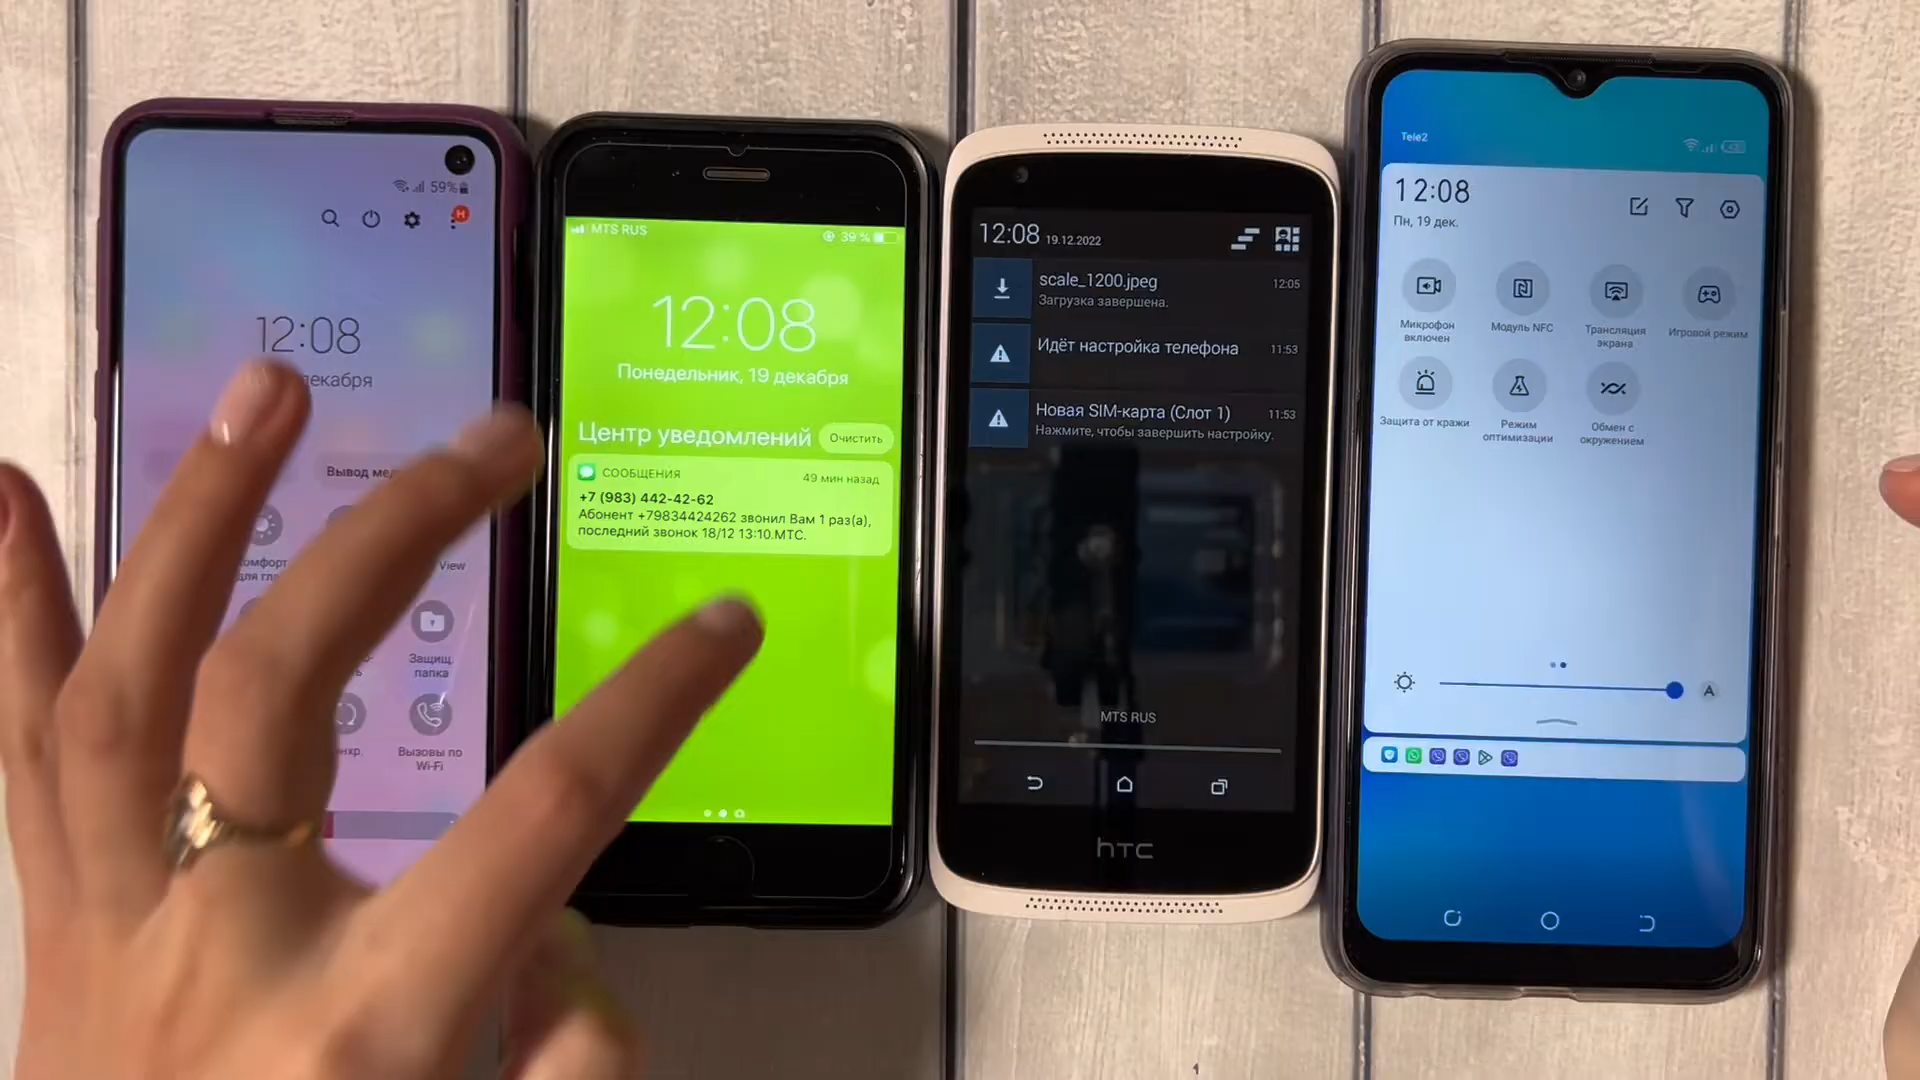 59%
H
12:08
декабря
Вывод
View
Защищ.
папка
Вызовы по
Wi-Fi
MTS RUS
39 %
12:08
Понедельник, 19 декабря
Центр уведомлений
Очистить
СООБЩЕНИЯ
49 мин назад
+7 (983) 442-42-62
Абонент +79834424262 звонил Вам 1 раз(а),
последний звонок 18/12 13:10.МТС.
12:08 19.12.2022
scale_1200.jpeg
12:05
Загрузка завершена.
Идёт настройка телефона
11:53
Новая SIM-карта (Слот 1)
11:53
Нажмите, чтобы завершить настройку.
MTS RUS
hTC
Tele2
12:08
Пн, 19 дек.
Микрофон
включен
Модуль NFC
Трансляция
экрана
Игровой режим
Защита от кражи
Режим
оптимизации
Обмен с
окружением
A